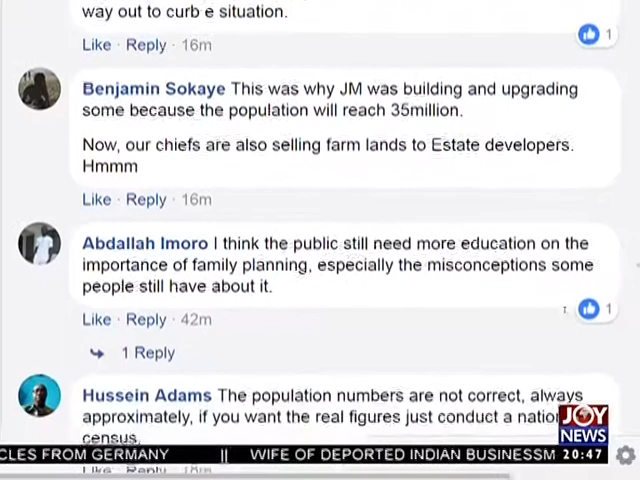 way out to curb e situation.
Like · Reply · 16m
1
Benjamin Sokaye This was why JM was building and upgrading
some because the population will reach 35million.
Now, our chiefs are also selling farm lands to Estate developers.
Hmmm
Like · Reply · 16m
Abdallah Imoro I think the public still need more education on the
importance of family planning, especially the misconceptions some
people still have about it.
1
Like · Reply · 42m
1 Reply
Hussein Adams The population numbers are not correct, always
approximately, if you want the real figures just conduct a natio
census.
JOY
NEWS
CLES FROM GERMANY || WIFE OF DEPORTED INDIAN BUSINESSM
20:47
Like · Reply · 18m